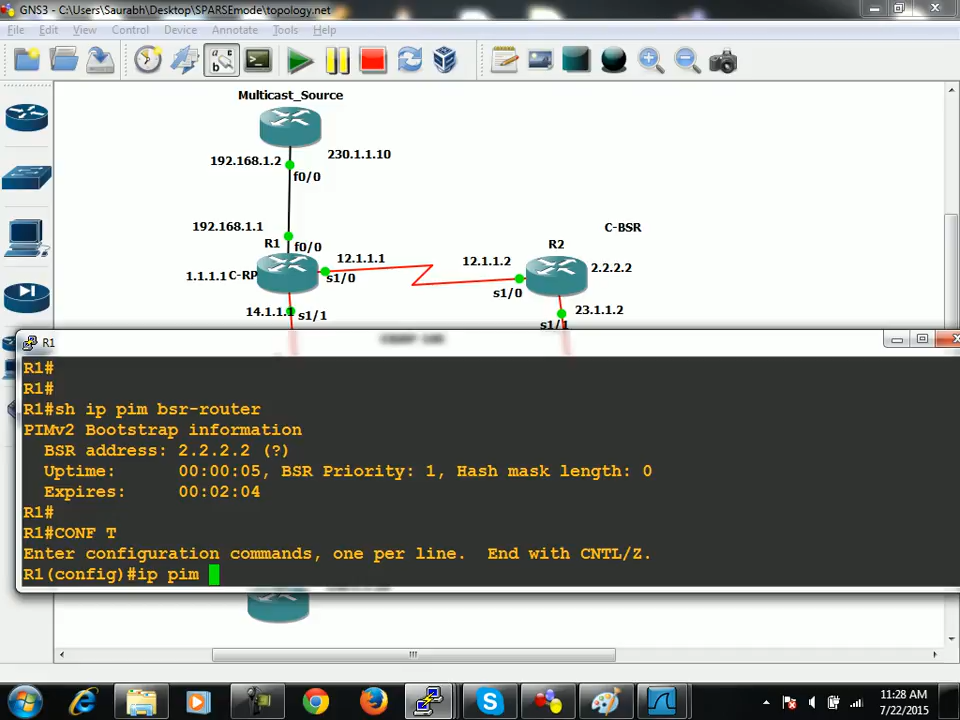 GNS3 - C:\Users\Saurabh\Desktop\SPARSEmode\topology.net
File Edit View Control Device Annotate Tools Help
Multicast_Source
192.168.1.2
230.1.1.10
f0/0
192.168.1.1
R1
f0/0
12.1.1.1
1.1.1.1
C-RP
s1/0
14.1.1.1
s1/1
C-BSR
R2
12.1.1.2
2.2.2.2
s1/0
23.1.1.2
s1/1
R1
R1#
R1#
R1#sh ip pim bsr-router
PIMv2 Bootstrap information
BSR address: 2.2.2.2 (?)
Uptime: 00:00:05, BSR Priority: 1, Hash mask length: 0
Expires: 00:02:04
R1#
R1#CONF T
Enter configuration commands, one per line. End with CNTL/Z.
R1(config)#ip pim
11:28 AM
7/22/2015